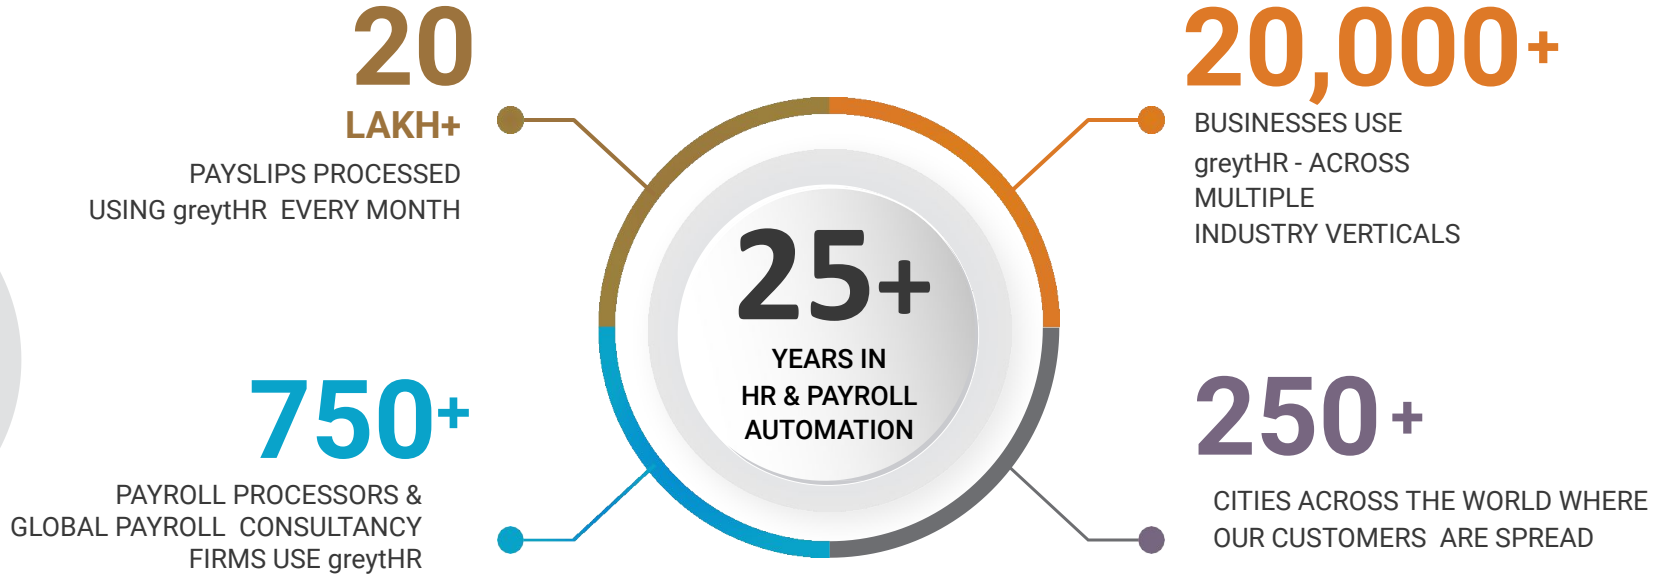 20
LAKH+
PAYSLIPS PROCESSED
USING greytHR EVERY MONTH
20,000+
BUSINESSES USE
greytHR - ACROSS
MULTIPLE
INDUSTRY VERTICALS
25+
YEARS IN
HR & PAYROLL
AUTOMATION
750+
PAYROLL PROCESSORS &
GLOBAL PAYROLL CONSULTANCY
FIRMS USE greytHR
250+
CITIES ACROSS THE WORLD WHERE
OUR CUSTOMERS ARE SPREAD